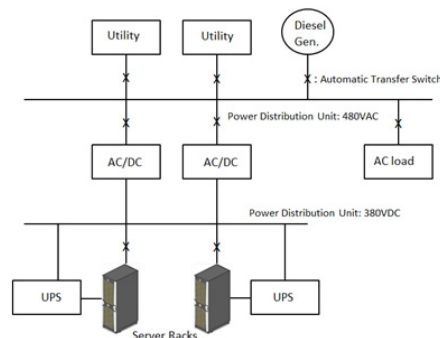 Utility
Utility
Diesel
Gen.
x : Automatic Transfer Switch
Power Distribution Unit: 480VAC
AC/DC
AC/DC
AC load
Power Distribution Unit: 380VDC
UPS
UPS
Server Racks